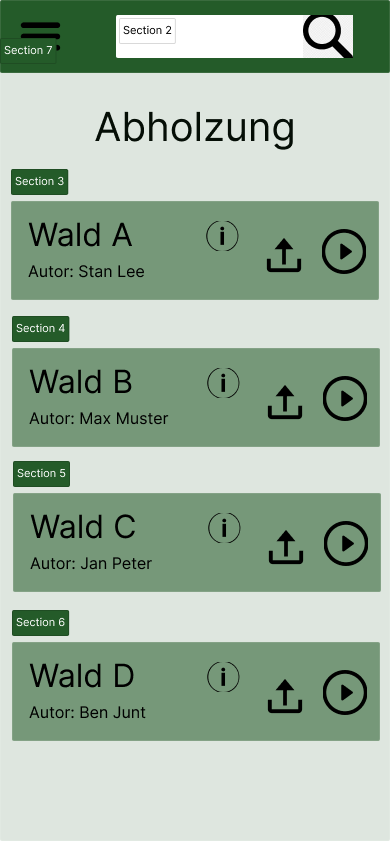 Section 2
Section 7
Abholzung
Section 3
Wald A
Autor: Stan Lee
Section 4
Wald B
Autor: Max Muster
Section 5
Wald C
Autor: Jan Peter
Section 6
Wald D
Autor: Ben Junt